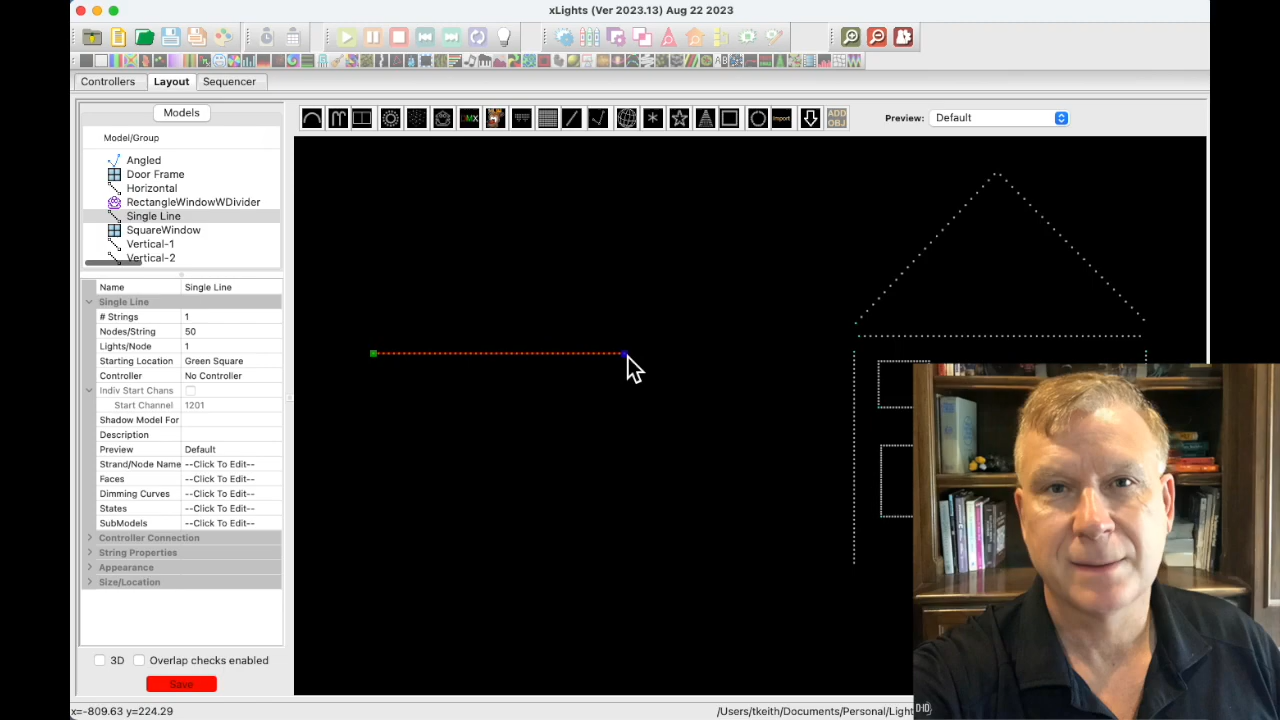 xLights (Ver 2023.13) Aug 22 2023
Controllers
Layout
Sequencer
Models
DMX
Import
ADD
OBJ
Preview:
Default
Model/Group
Angled
Door Frame
Horizontal
RectangleWindowWDivider
Single Line
SquareWindow
Vertical-1
Vertical-2
Name Single Line
Single Line
# Strings 1
Nodes/String 50
Lights/Node 1
Starting Location Green Square
Controller No Controller
Indiv Start Chans
Start Channel 1201
Shadow Model For
Description
Preview Default
Strand/Node Name --Click To Edit--
Faces --Click To Edit--
Dimming Curves --Click To Edit--
States --Click To Edit--
SubModels --Click To Edit--
Controller Connection
String Properties
Appearance
Size/Location
3D Overlap checks enabled
Save
x=-809.63 y=224.29
/Users/tkeith/Documents/Personal/Light